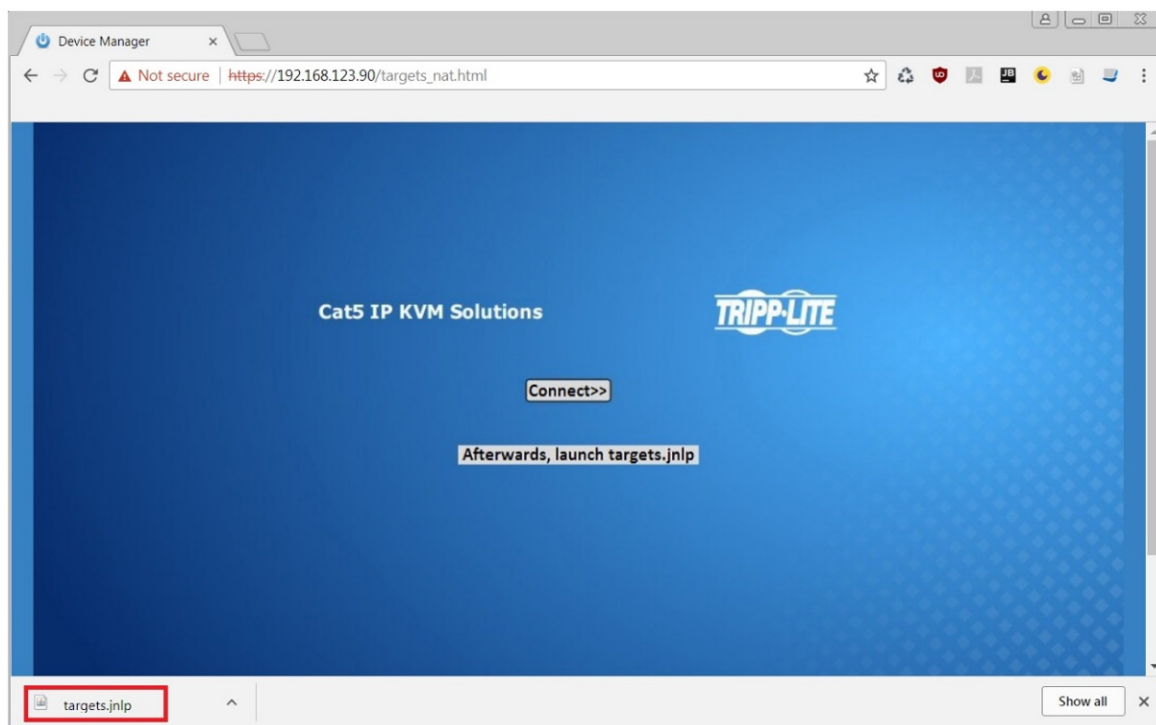 Device Manager
Not secure | https://192.168.123.90/targets_nat.html
JB
Cat5 IP KVM Solutions
TRIPP·LITE
Connect>>
Afterwards, launch targets.jnlp
targets.jnlp
Show all